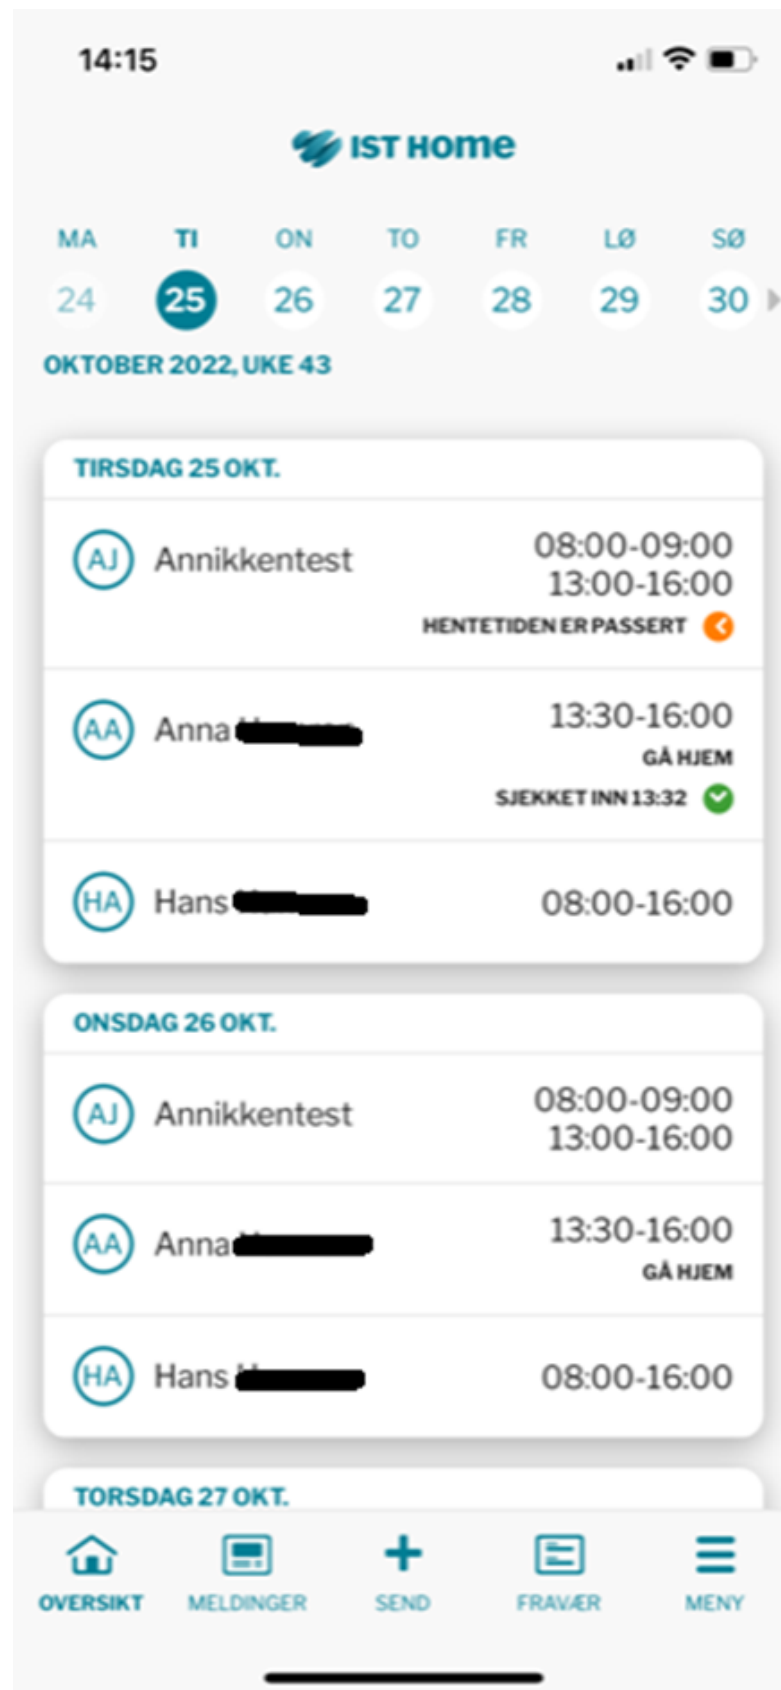 14:15
IST Home
MA TI ON TO FR LØ SØ
24 25 26 27 28 29 30
OKTOBER 2022, UKE 43
TIRSDAG 25 OKT.
AJ Annikkentest 08:00-09:00
13:00-16:00
HENTETIDEN ER PASSERT
AA Anna 13:30-16:00
GÅ HJEM
SJEKKET INN 13:32
HA Hans 08:00-16:00
ONSDAG 26 OKT.
AJ Annikkentest 08:00-09:00
13:00-16:00
AA Anna 13:30-16:00
GÅ HJEM
HA Hans 08:00-16:00
TORSDAG 27 OKT.
OVERSIKT MELDINGER SEND FRAVÆR MENY